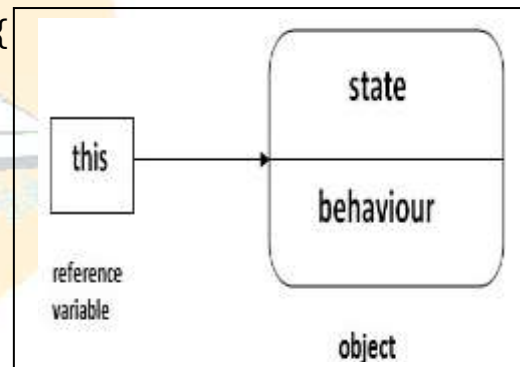 {
state
this
behaviour
reference
variable
object